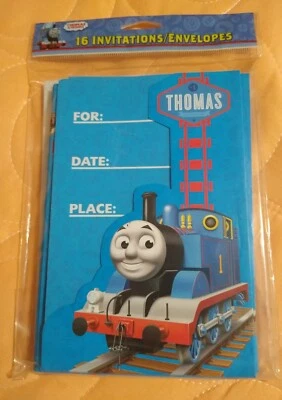 16 INVITATIONS/ENVELOPES
THOMAS
FOR:
DATE:
PLACE:
1